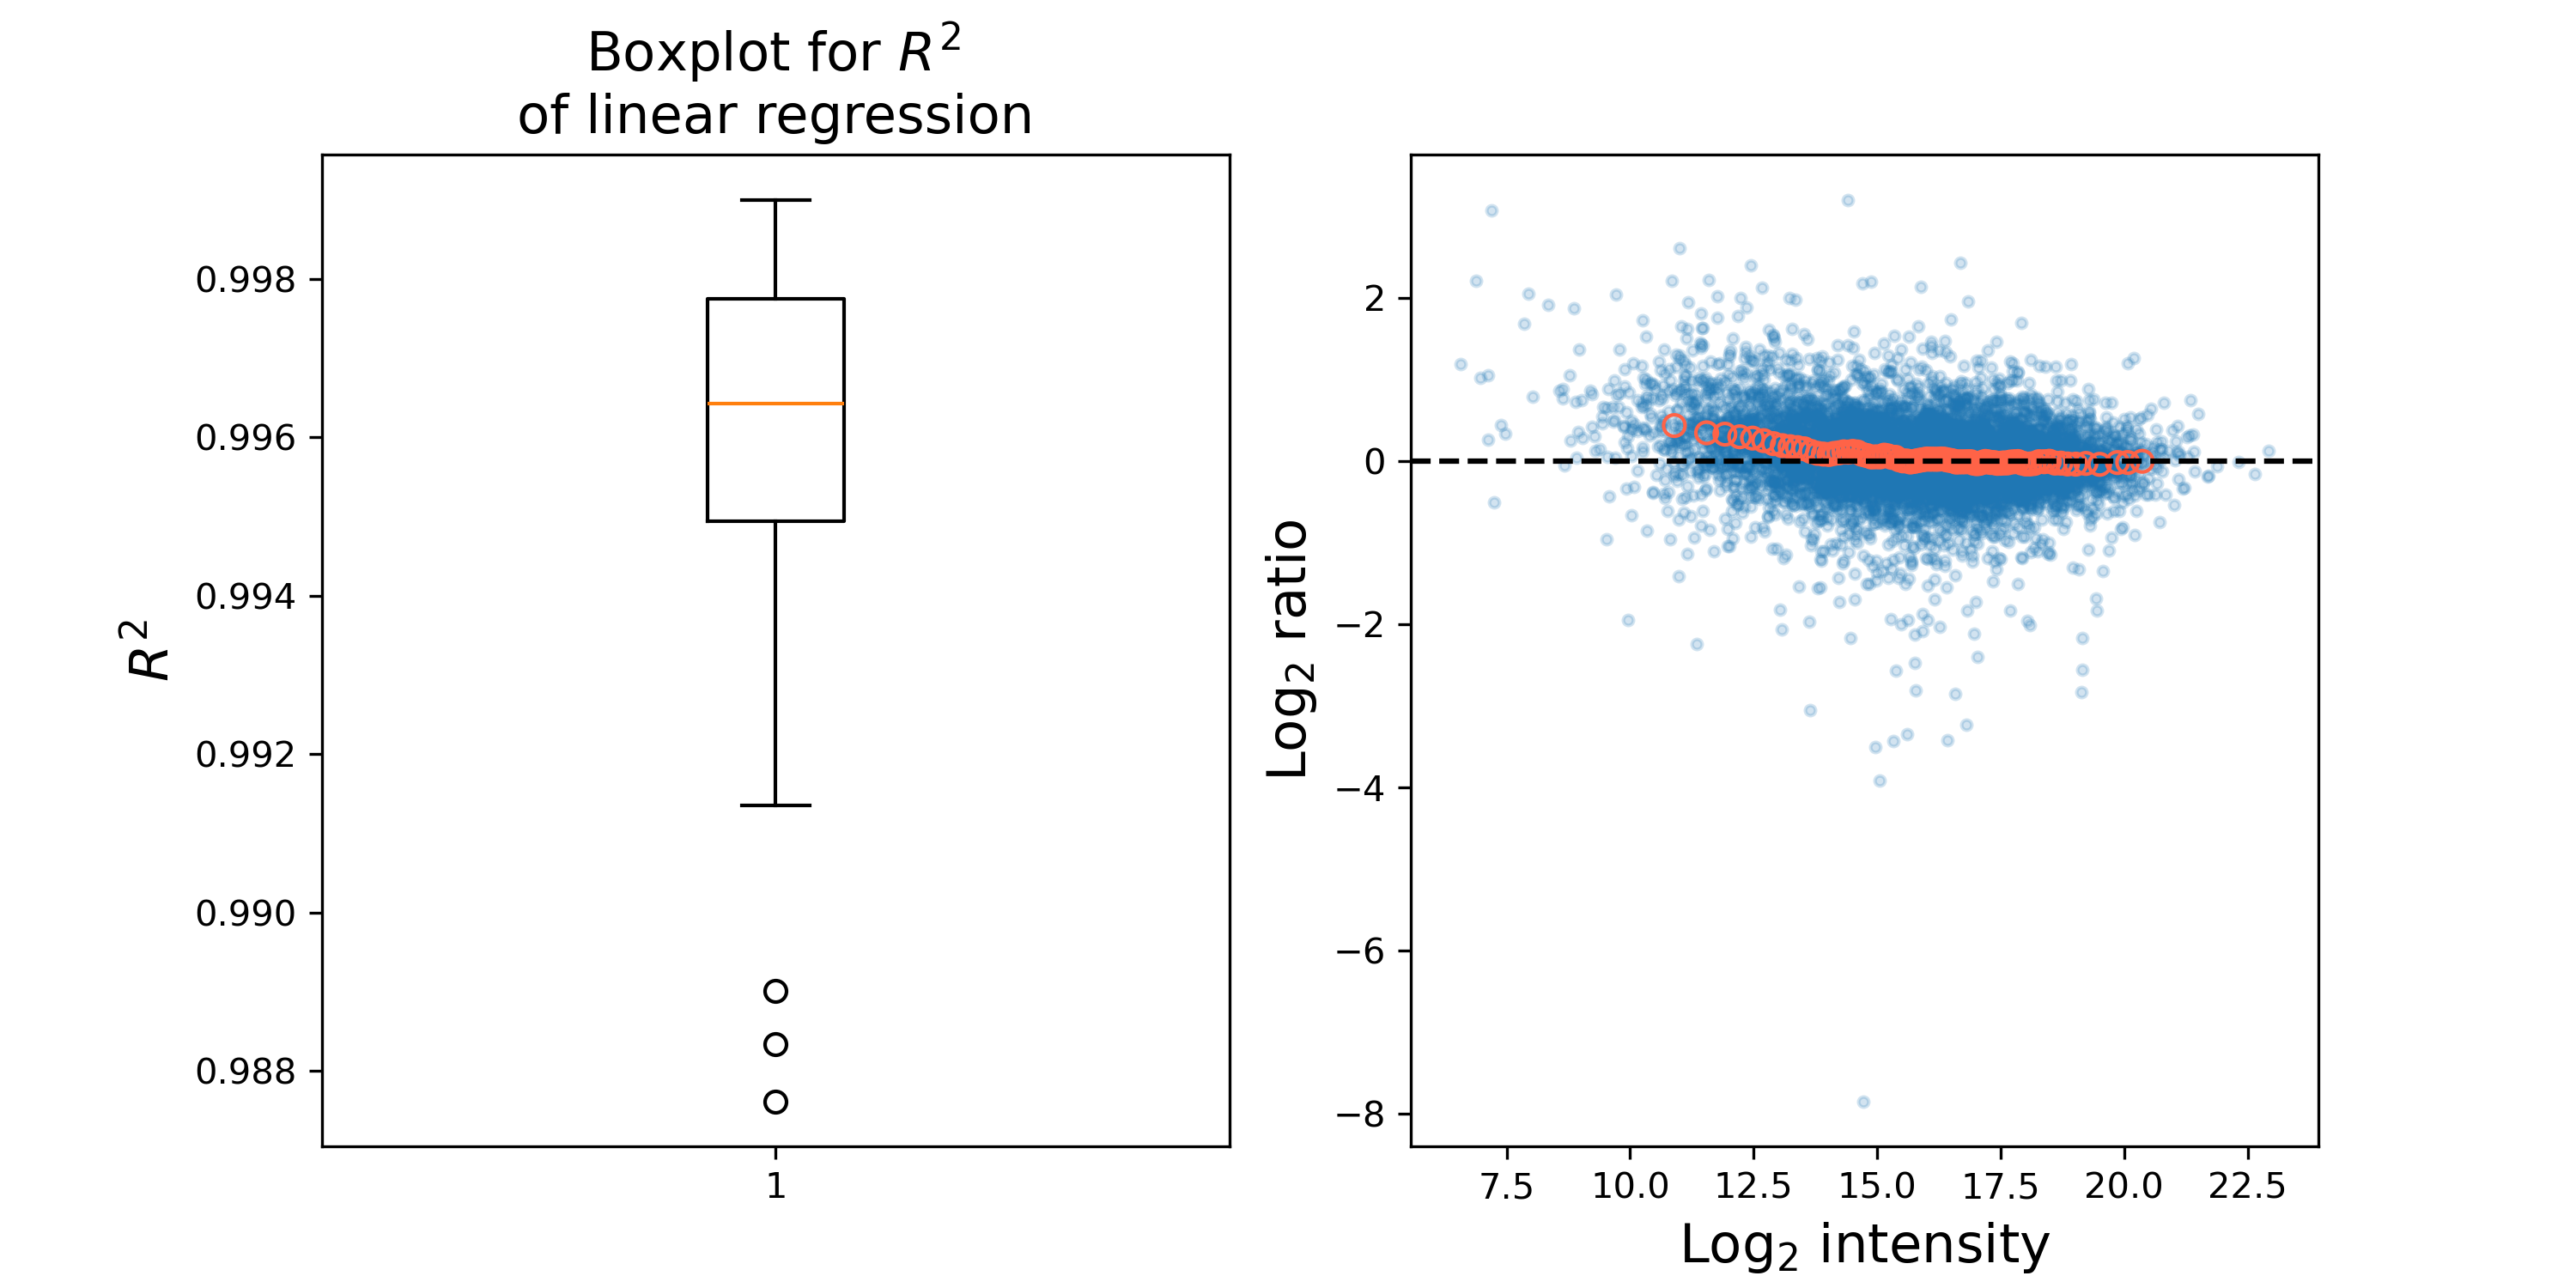 Boxplot for R²
of linear regression
R²
0.998
0.996
0.994
0.992
0.990
0.988
1
Log₂ ratio
2
0
−2
−4
−6
−8
7.5 10.0 12.5 15.0 17.5 20.0 22.5
Log₂ intensity